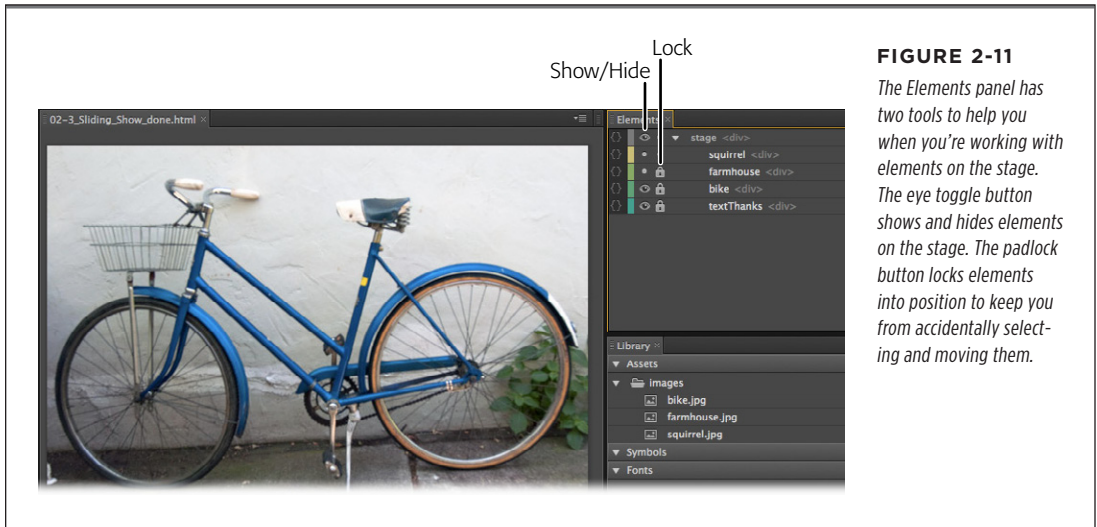 Lock
Show/Hide
FIGURE 2-11
The Elements panel has
two tools to help you
when you're working with
elements on the stage.
The eye toggle button
shows and hides elements
on the stage. The padlock
button locks elements
into position to keep you
from accidentally select-
ing and moving them.
02-3_Sliding_Show_done.html ×
Elements ×
stage <div>
squirrel <div>
farmhouse <div>
bike <div>
textThanks <div>
Library ×
Assets
images
bike.jpg
farmhouse.jpg
squirrel.jpg
Symbols
Fonts